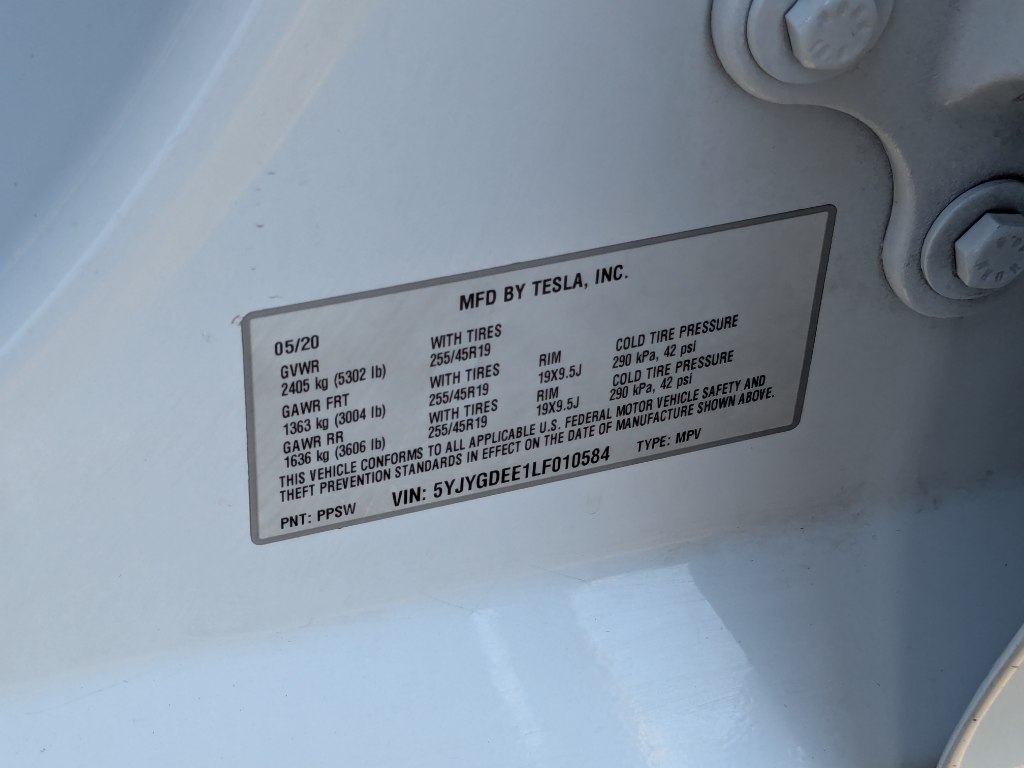 MFD BY TESLA, INC.
05/20
GVWR WITH TIRES
2405 kg (5302 lb) 255/45R19 RIM COLD TIRE PRESSURE
GAWR FRT WITH TIRES 19X9.5J 290 kPa, 42 psi
1363 kg (3004 lb) 255/45R19 RIM COLD TIRE PRESSURE
GAWR RR WITH TIRES 19X9.5J 290 kPa, 42 psi
1636 kg (3606 lb) 255/45R19
THIS VEHICLE CONFORMS TO ALL APPLICABLE U.S. FEDERAL MOTOR VEHICLE SAFETY AND
THEFT PREVENTION STANDARDS IN EFFECT ON THE DATE OF MANUFACTURE SHOWN ABOVE.
PNT: PPSW VIN: 5YJYGDEE1LF010584 TYPE: MPV